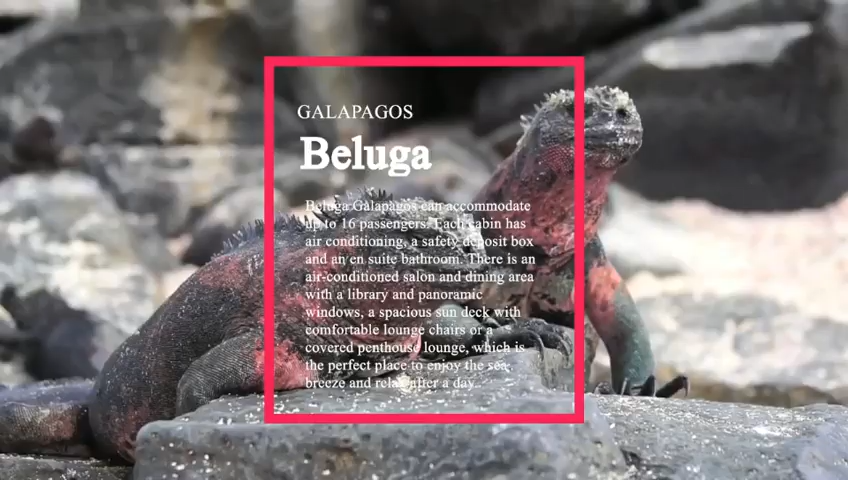 GALAPAGOS
Beluga
Beluga Galapagos can accommodate
up to 16 passengers. Each cabin has
air conditioning, a safety deposit box
and an en suite bathroom. There is an
air-conditioned salon and dining area
with a library and panoramic
windows, a spacious sun deck with
comfortable lounge chairs or a
covered penthouse lounge, which is
the perfect place to enjoy the sea
breeze and relax after a day..